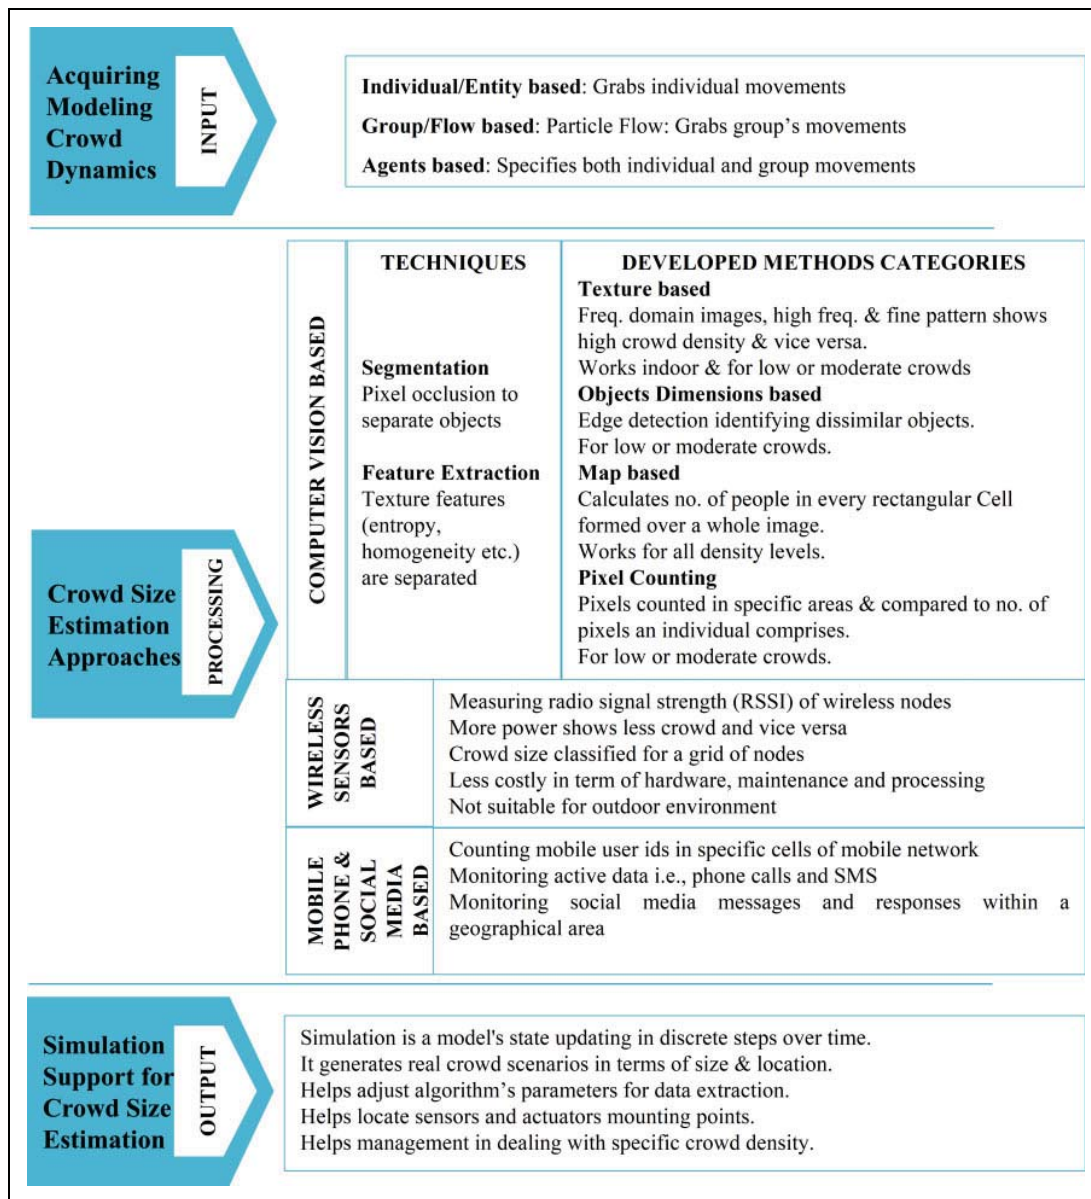 Acquiring
Modeling
Crowd
Dynamics
INPUT
Individual/Entity based: Grabs individual movements
Group/Flow based: Particle Flow: Grabs group's movements
Agents based: Specifies both individual and group movements
Crowd Size
Estimation
Approaches
PROCESSING
COMPUTER VISION BASED
TECHNIQUES
Segmentation
Pixel occlusion to
separate objects
Feature Extraction
Texture features
(entropy,
homogeneity etc.)
are separated
DEVELOPED METHODS CATEGORIES
Texture based
Freq. domain images, high freq. & fine pattern shows
high crowd density & vice versa.
Works indoor & for low or moderate crowds
Objects Dimensions based
Edge detection identifying dissimilar objects.
For low or moderate crowds.
Map based
Calculates no. of people in every rectangular Cell
formed over a whole image.
Works for all density levels.
Pixel Counting
Pixels counted in specific areas & compared to no. of
pixels an individual comprises.
For low or moderate crowds.
WIRELESS
SENSORS
BASED
Measuring radio signal strength (RSSI) of wireless nodes
More power shows less crowd and vice versa
Crowd size classified for a grid of nodes
Less costly in term of hardware, maintenance and processing
Not suitable for outdoor environment
MOBILE
PHONE &
SOCIAL
MEDIA
BASED
Counting mobile user ids in specific cells of mobile network
Monitoring active data i.e., phone calls and SMS
Monitoring social media messages and responses within a
geographical area
Simulation
Support for
Crowd Size
Estimation
OUTPUT
Simulation is a model's state updating in discrete steps over time.
It generates real crowd scenarios in terms of size & location.
Helps adjust algorithm's parameters for data extraction.
Helps locate sensors and actuators mounting points.
Helps management in dealing with specific crowd density.